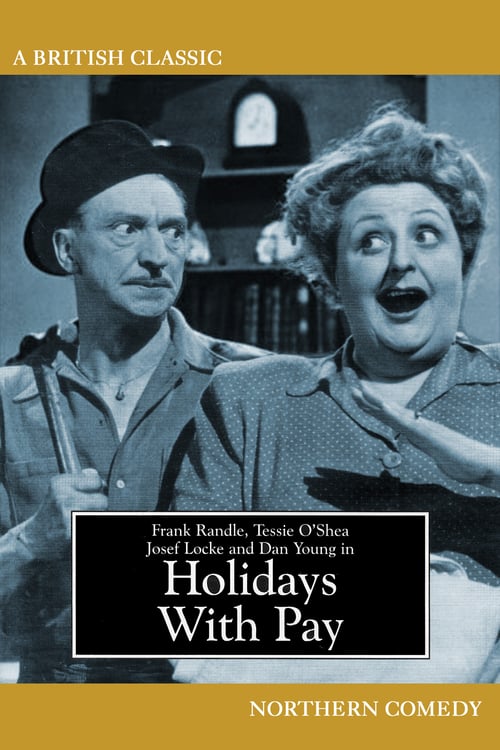 A BRITISH CLASSIC
Frank Randle, Tessie O'Shea
Josef Locke and Dan Young in
Holidays
With Pay
NORTHERN COMEDY